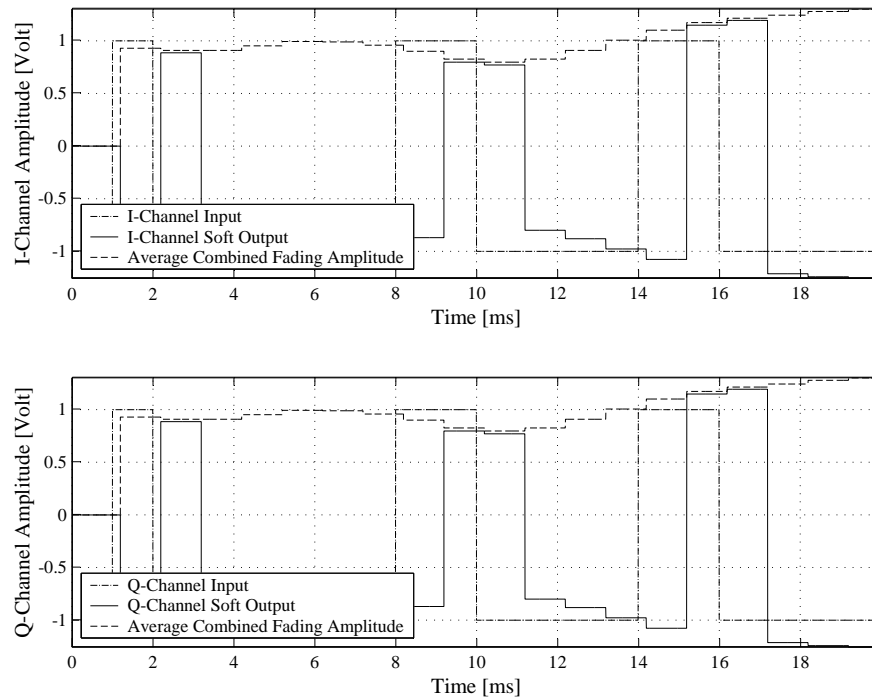 I-Channel Amplitude [Volt]
1
0.5
0
-0.5
-1
I-Channel Input
I-Channel Soft Output
Average Combined Fading Amplitude
0 2 4 6 8 10 12 14 16 18
Time [ms]
Q-Channel Amplitude [Volt]
1
0.5
0
-0.5
-1
Q-Channel Input
Q-Channel Soft Output
Average Combined Fading Amplitude
0 2 4 6 8 10 12 14 16 18
Time [ms]